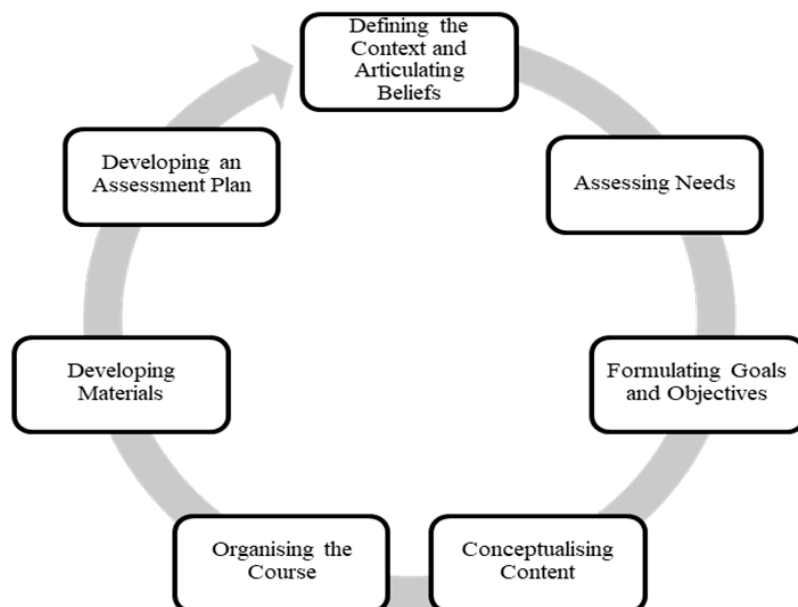 Defining the
Context and
Articulating
Beliefs
Assessing Needs
Formulating Goals
and Objectives
Conceptualising
Content
Organising the
Course
Developing
Materials
Developing an
Assessment Plan